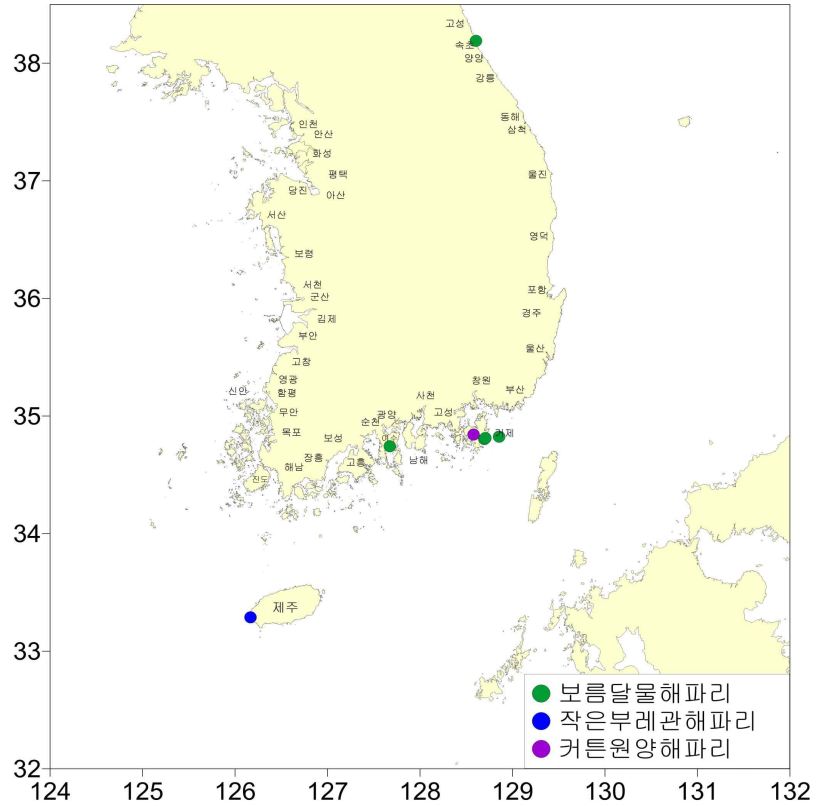 고성
속초
38
양양
강릉
동해
인천
삼척
안산
화성
37
평택
울진
당진
아산
서산
영덕
보령
서천
포항
36
군산
경주
김제
부안
울산
고창
영광
창원
신안
함평
사천
부산
무안
광양
고성
35
순천
목포
거제
보성
여수
장흥
고흥
남해
해남
진도
34
제주
33
보름달물해파리
작은부레관해파리
커튼원양해파리
32
124 125 126 127 128 129 130 131 132